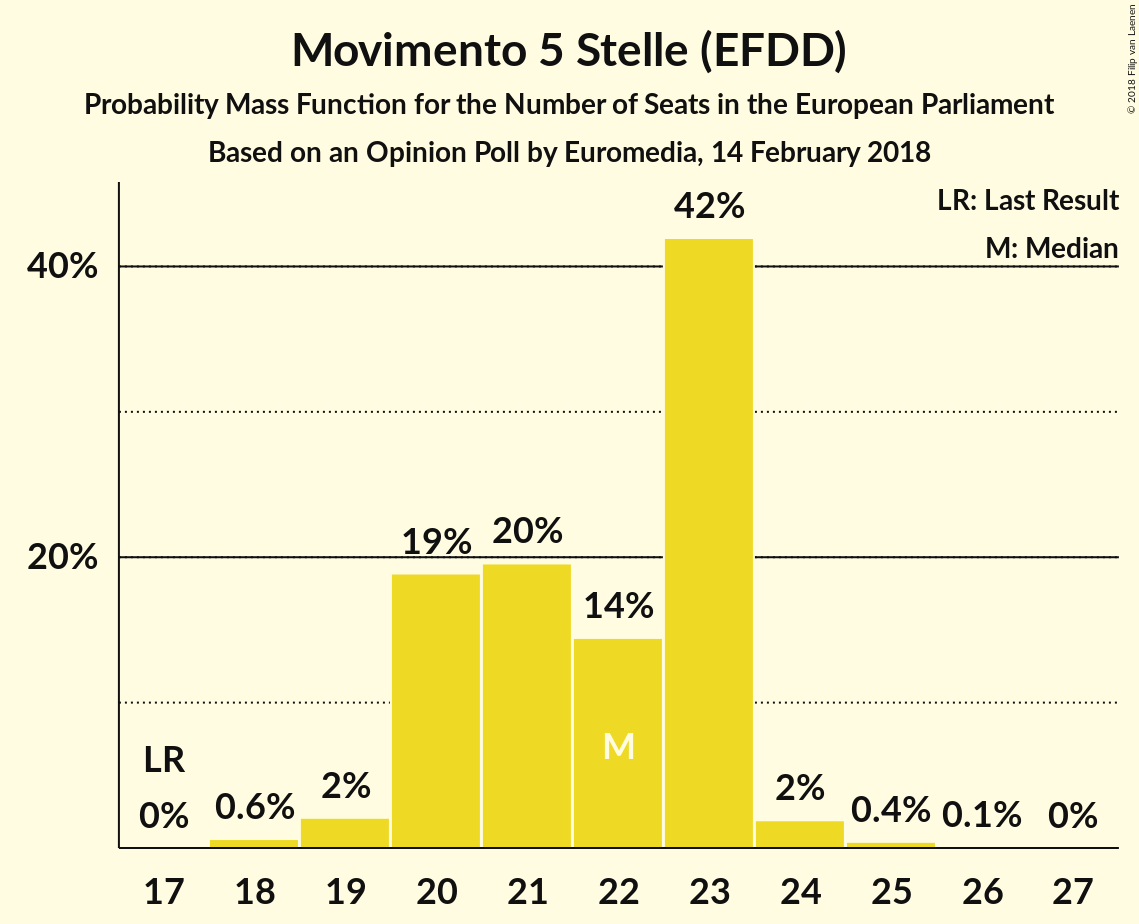 Movimento 5 Stelle (EFDD)
Probability Mass Function for the Number of Seats in the European Parliament
Based on an Opinion Poll by Euromedia, 14 February 2018
© 2018 Filip van Laenen
LR: Last Result
M: Median
40%
20%
LR
0%
0.6%
2%
19%
20%
14%
M
42%
2%
0.4%
0.1%
0%
17 18 19 20 21 22 23 24 25 26 27